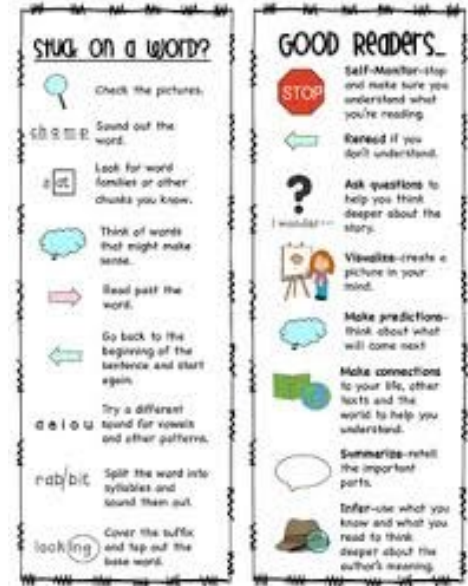 STUCK ON A WORD?
Check the pictures.
Sound out the
word.
at
Look for word
families or other
chunks you know.
Think of words
that might make
sense.
Read past the
word.
Go back to the
beginning of the
sentence and start
again.
a e i o u
Try a different
sound for vowels
and other patterns.
rab/bit
Split the word into
syllables and
sound them out.
looking
Cover the suffix
and tap out the
base word.
GOOD Readers...
STOP
Self-Monitor-stop
and make sure you
understand what
you're reading.
Reread if you
don't understand.
?
I wonder...
Ask questions to
help you think
deeper about the
story.
Visualize-create a
picture in your
mind.
Make predictions-
think about what
will come next
Make connections
to your life, other
texts and the
world to help you
understand.
Summarize-retell
the important
parts.
Infer-use what you
know and what you
read to think
deeper about the
author's meaning.